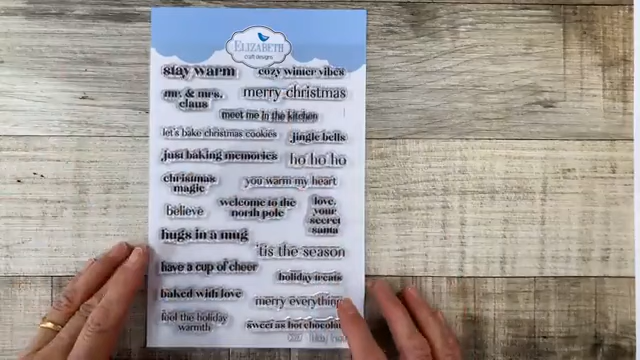 ELIZABETH
craft designs
stay warm
cozy winter vibes
mr. & mrs.
claus
merry christmas
meet me in the kitchen
let's bake christmas cookies
jingle bells
just baking memories
ho ho ho
christmas
magic
you warm my heart
believe
welcome to the
north pole
love,
your
secret
santa
hugs in a mug
'tis the season
have a cup of cheer
holiday treats
baked with love
merry everything
feel the holiday
warmth
sweet as hot chocolate